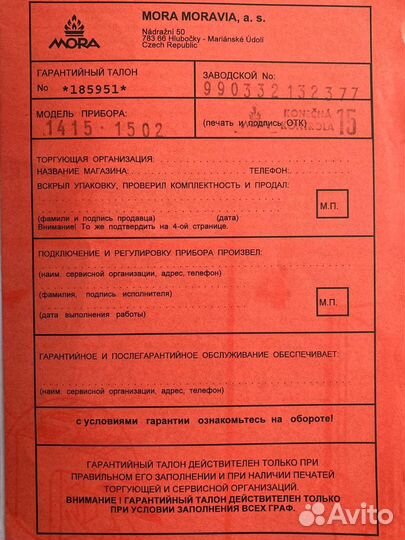 MORA
MORA MORAVIA, a. s.
Nádražní 50
783 66 Hlubočky - Mariánské Údolí
Czech Republic
ГАРАНТИЙНЫЙ ТАЛОН
No *185951*
ЗАВОДСКОЙ No:
990332132377
МОДЕЛЬ ПРИБОРА:
1415.1502
KONEČNÁ
KONTROLA 15
(печать и подпись ОТК)
ТОРГУЮЩАЯ ОРГАНИЗАЦИЯ:
НАЗВАНИЕ МАГАЗИНА: ТЕЛЕФОН:
ВСКРЫЛ УПАКОВКУ, ПРОВЕРИЛ КОМПЛЕКТНОСТЬ И ПРОДАЛ:
М.П.
(фамили и подпись продавца) (дата)
Внимание! То же подтвердить на 4-ой странице.
ПОДКЛЮЧЕНИЕ И РЕГУЛИРОВКУ ПРИБОРА ПРОИЗВЕЛ:
(наим. сервисной организации, адрес, телефон)
М.П.
(фамилия, подпись исполнителя)
(дата выполнения работы)
ГАРАНТИЙНОЕ И ПОСЛЕГАРАНТИЙНОЕ ОБСЛУЖИВАНИЕ ОБЕСПЕЧИВАЕТ:
(наим. сервисной организации, адрес, телефон)
с условиями гарантии ознакомьтесь на обороте!
ГАРАНТИЙНЫЙ ТАЛОН ДЕЙСТВИТЕЛЕН ТОЛЬКО ПРИ
ПРАВИЛЬНОМ ЕГО ЗАПОЛНЕНИИ И ПРИ НАЛИЧИИ ПЕЧАТЕЙ
ТОРГУЮЩЕЙ И СЕРВИСНОЙ ОРГАНИЗАЦИЙ.
ВНИМАНИЕ ! ГАРАНТИЙНЫЙ ТАЛОН ДЕЙСТВИТЕЛЕН ТОЛЬКО
ПРИ УСЛОВИИ ЗАПОЛНЕНИЯ ВСЕХ ГРАФ.
Avito